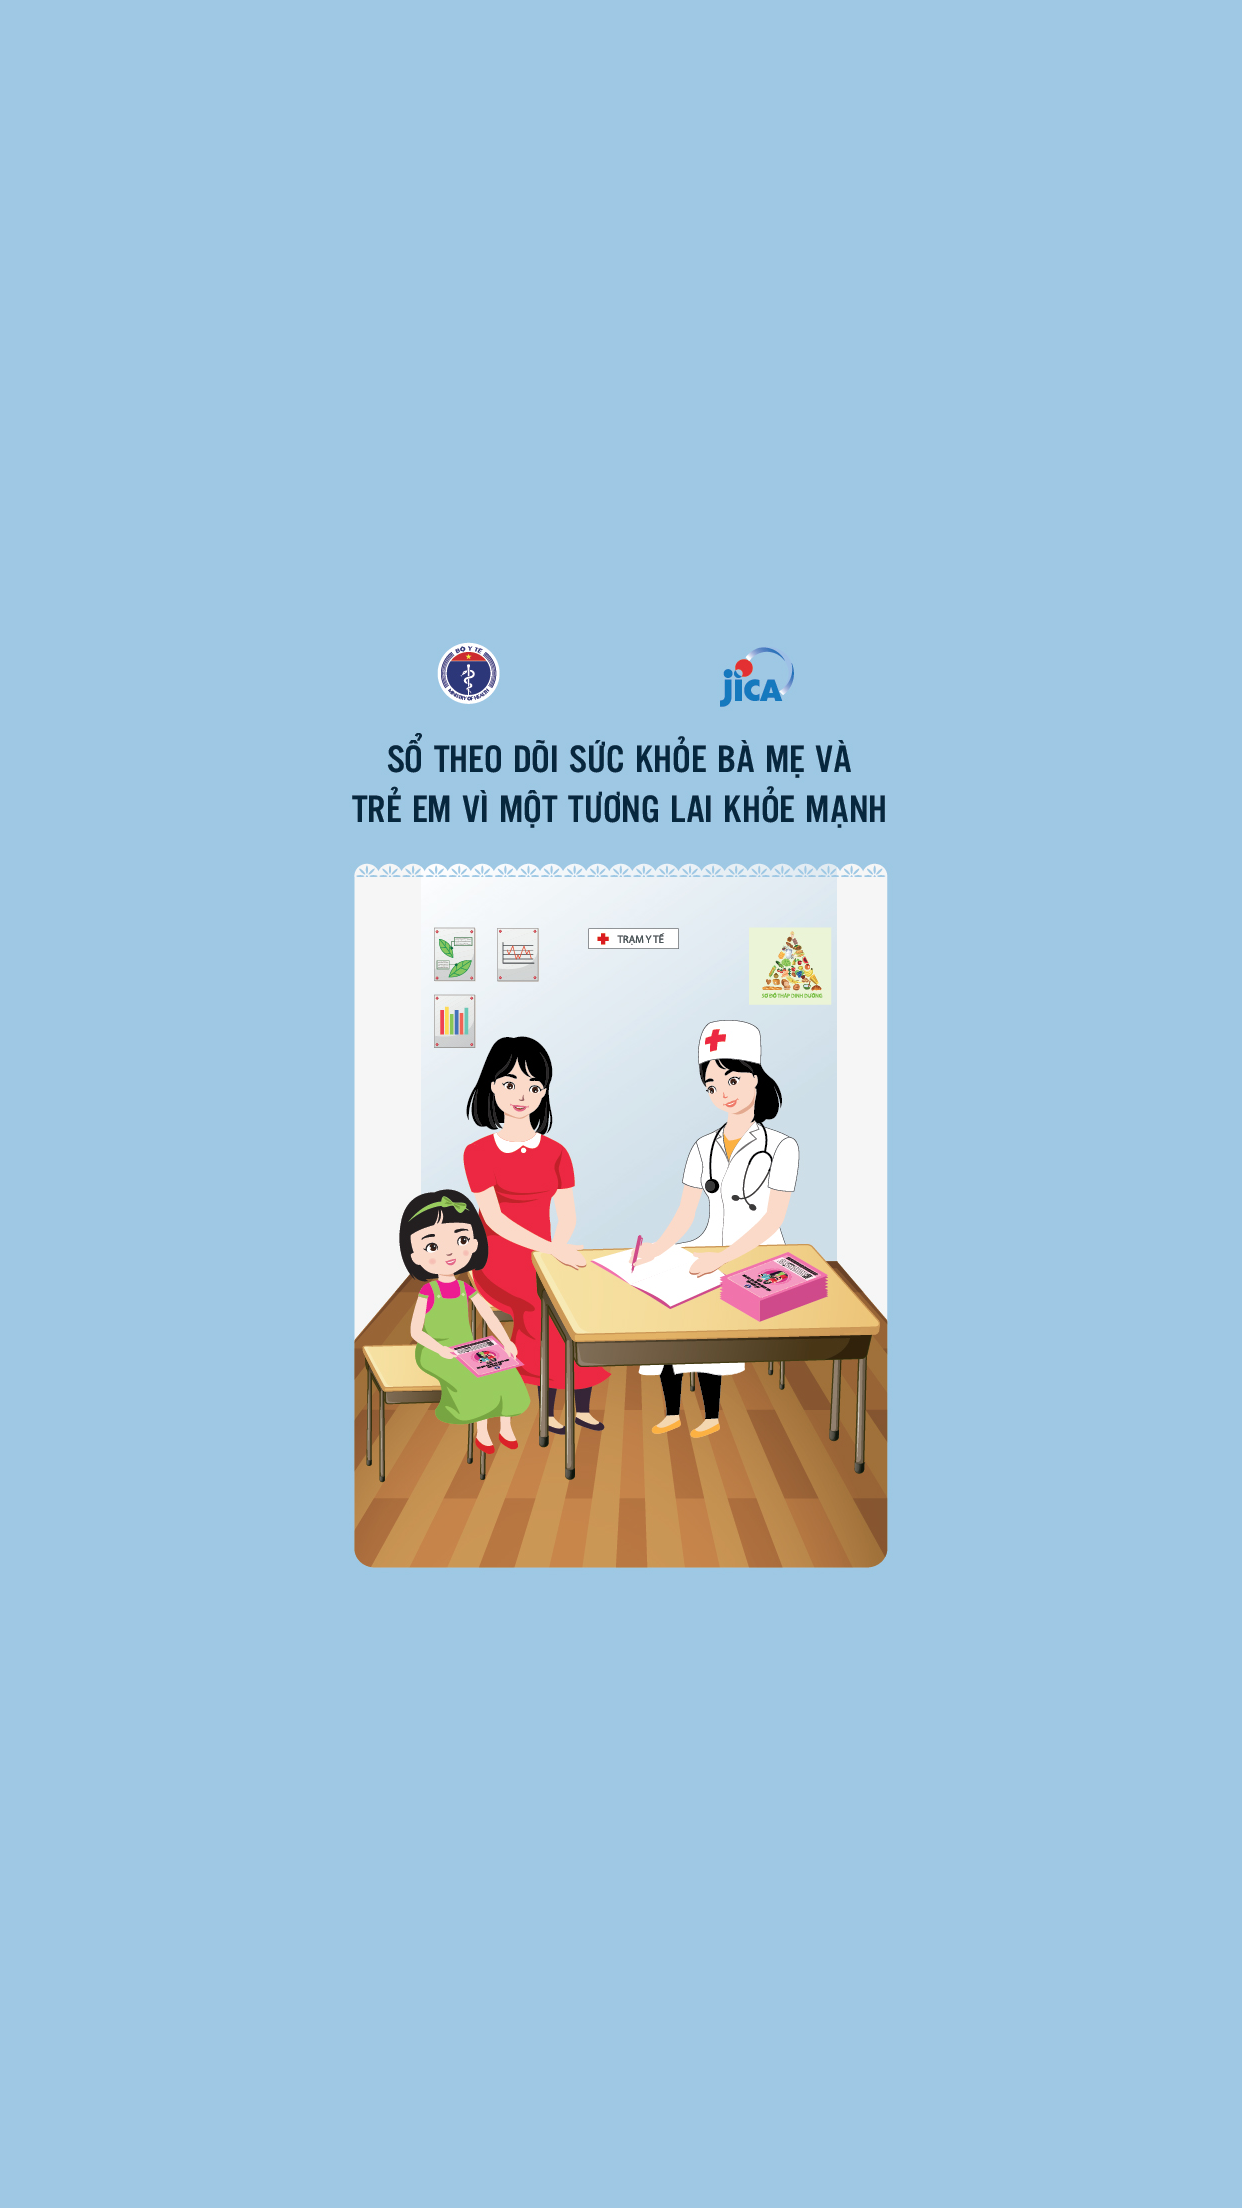 BỘ Y TẾ
MINISTRY OF HEALTH
jica
SỔ THEO DÕI SỨC KHỎE BÀ MẸ VÀ
TRẺ EM VÌ MỘT TƯƠNG LAI KHỎE MẠNH
TRẠM Y TẾ
SƠ ĐỒ THÁP DINH DƯỠNG